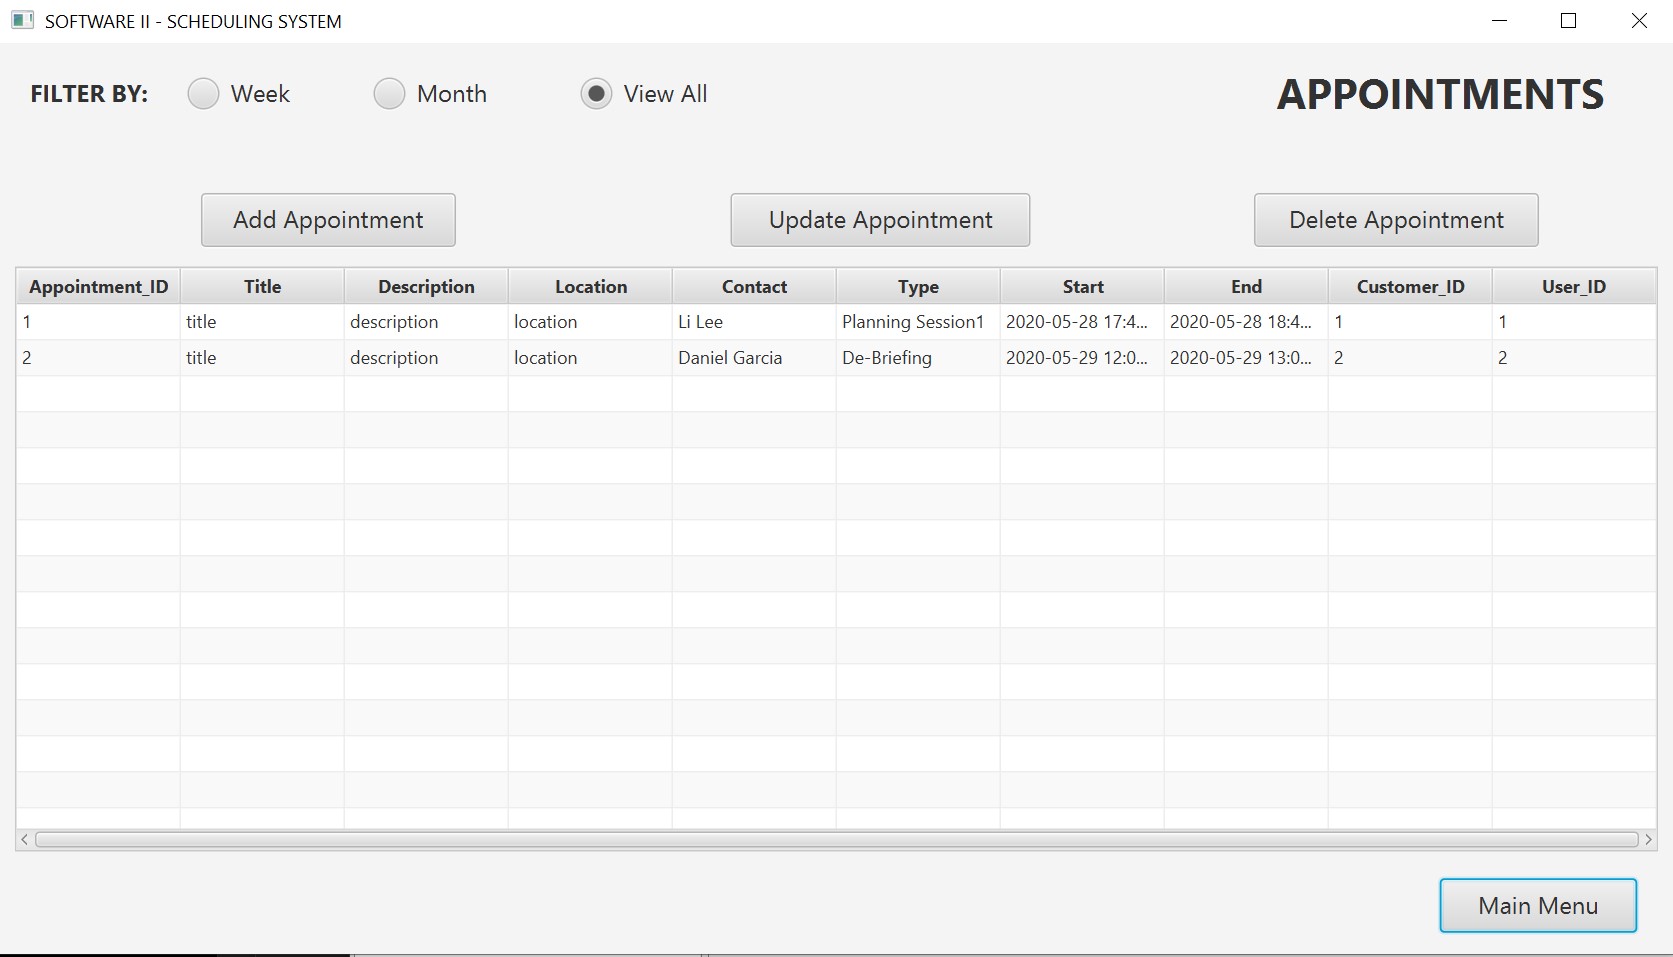 SOFTWARE II - SCHEDULING SYSTEM
FILTER BY: Week Month View All APPOINTMENTS
Add Appointment Update Appointment Delete Appointment
Appointment_ID Title Description Location Contact Type Start End Customer_ID User_ID
1 title description location Li Lee Planning Session1 2020-05-28 17:4... 2020-05-28 18:4... 1 1
2 title description location Daniel Garcia De-Briefing 2020-05-29 12:0... 2020-05-29 13:0... 2 2
Main Menu